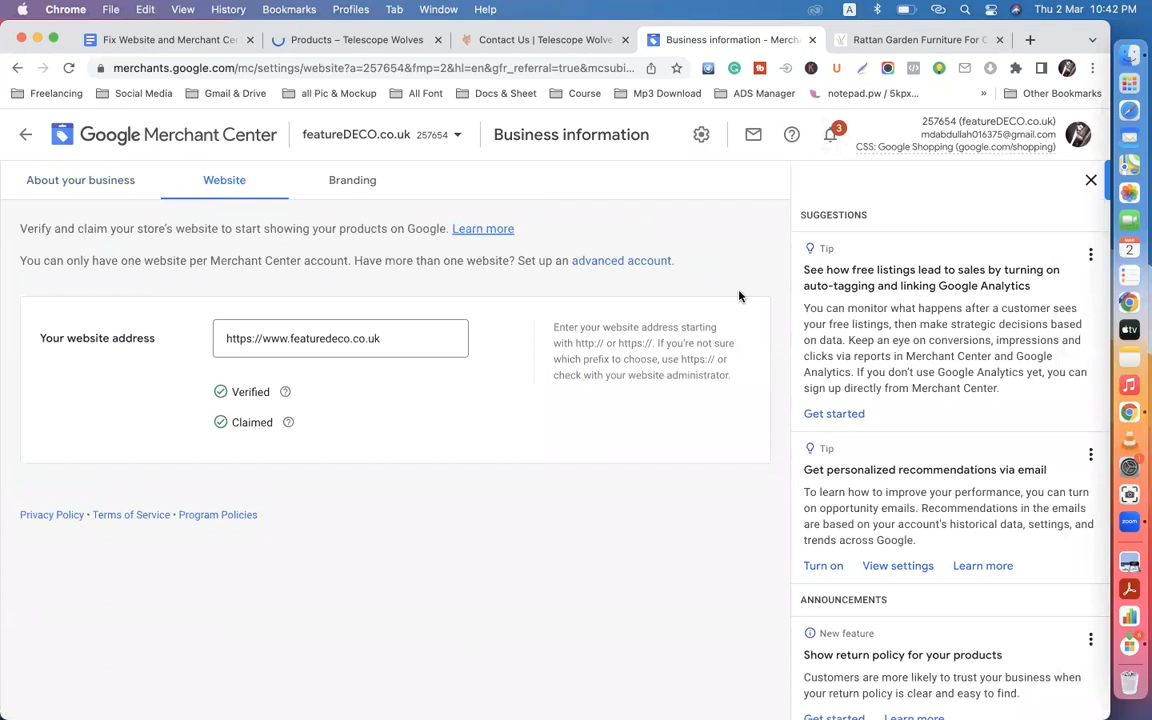 Chrome File Edit View History Bookmarks Profiles Tab Window Help
A Thu 2 Mar 10:42 PM
Fix Website and Merchant Ce
Products – Telescope Wolves
Contact Us | Telescope Wolve
Business information - Merch
Rattan Garden Furniture For C
merchants.google.com/mc/settings/website?a=257654&fmp=2&hl=en&gfr_referral=true&mcsubi...
Freelancing Social Media Gmail & Drive all Pic & Mockup All Font Docs & Sheet Course Mp3 Download ADS Manager notepad.pw / 5kpx... » Other Bookmarks
Google Merchant Center
featureDECO.co.uk 257654
Business information
3
257654 (featureDECO.co.uk)
mdabdullah016375@gmail.com
CSS: Google Shopping (google.com/shopping)
About your business Website Branding
Verify and claim your store's website to start showing your products on Google. Learn more
You can only have one website per Merchant Center account. Have more than one website? Set up an advanced account.
Your website address
https://www.featuredeco.co.uk
Verified
Claimed
Enter your website address starting
with http:// or https://. If you're not sure
which prefix to choose, use https:// or
check with your website administrator.
Privacy Policy • Terms of Service • Program Policies
SUGGESTIONS
Tip
See how free listings lead to sales by turning on
auto-tagging and linking Google Analytics
You can monitor what happens after a customer sees
your free listings, then make strategic decisions based
on data. Keep an eye on conversions, impressions and
clicks via reports in Merchant Center and Google
Analytics. If you don't use Google Analytics yet, you can
sign up directly from Merchant Center.
Get started
Tip
Get personalized recommendations via email
To learn how to improve your performance, you can turn
on opportunity emails. Recommendations in the emails
are based on your account's historical data, settings, and
trends across Google.
Turn on View settings Learn more
ANNOUNCEMENTS
New feature
Show return policy for your products
Customers are more likely to trust your business when
your return policy is clear and easy to find.
Get started Learn more
2
tv
zoom